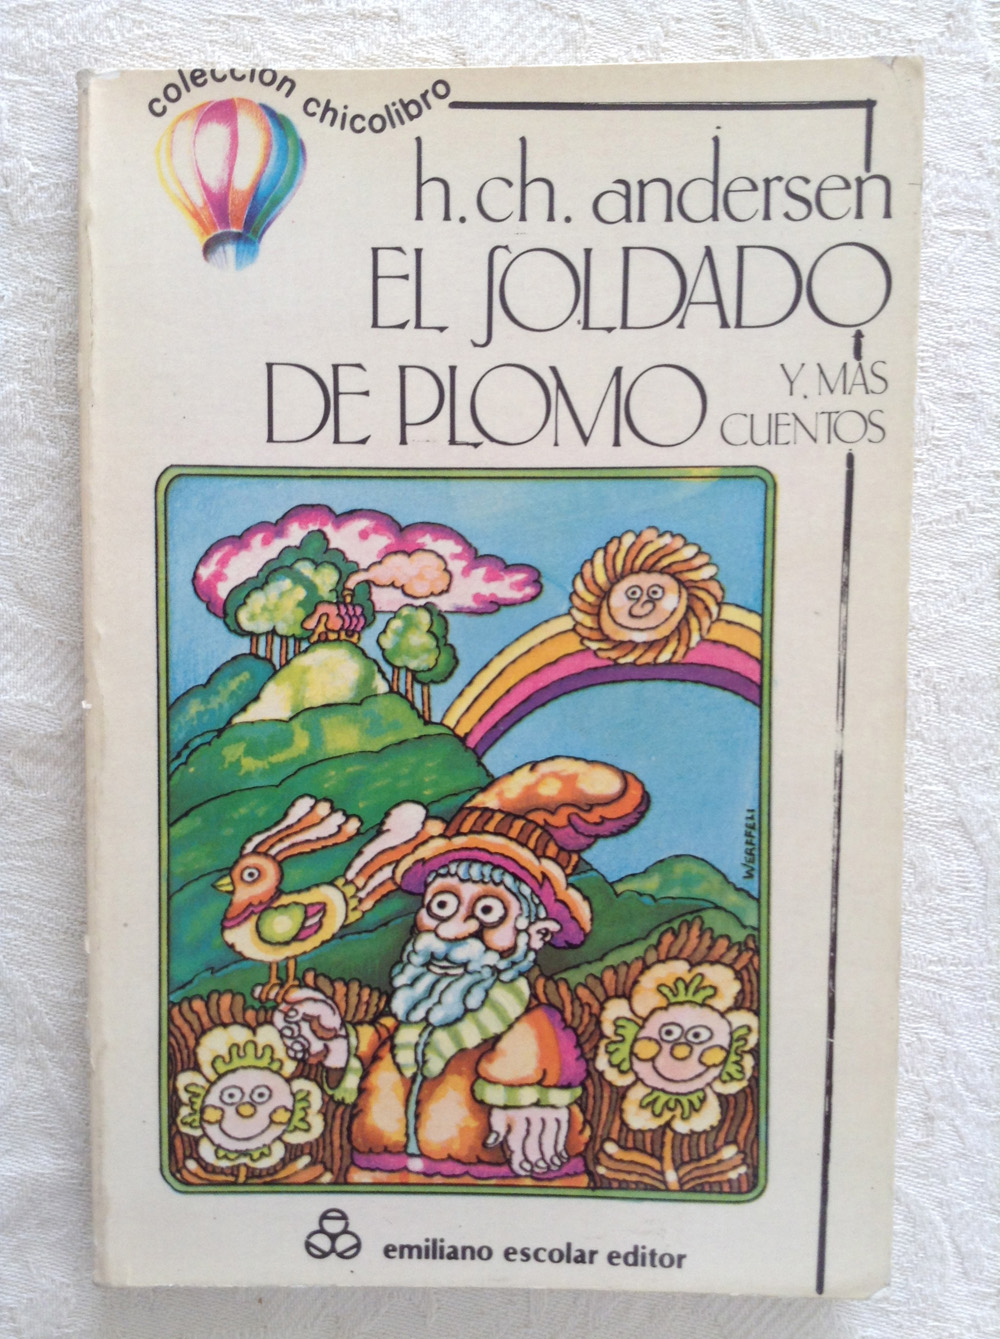 colección chicolibro
h. ch. andersen
EL SOLDADO
DE PLOMO
Y. MAS
CUENTOS
WERFFELI
emiliano escolar editor